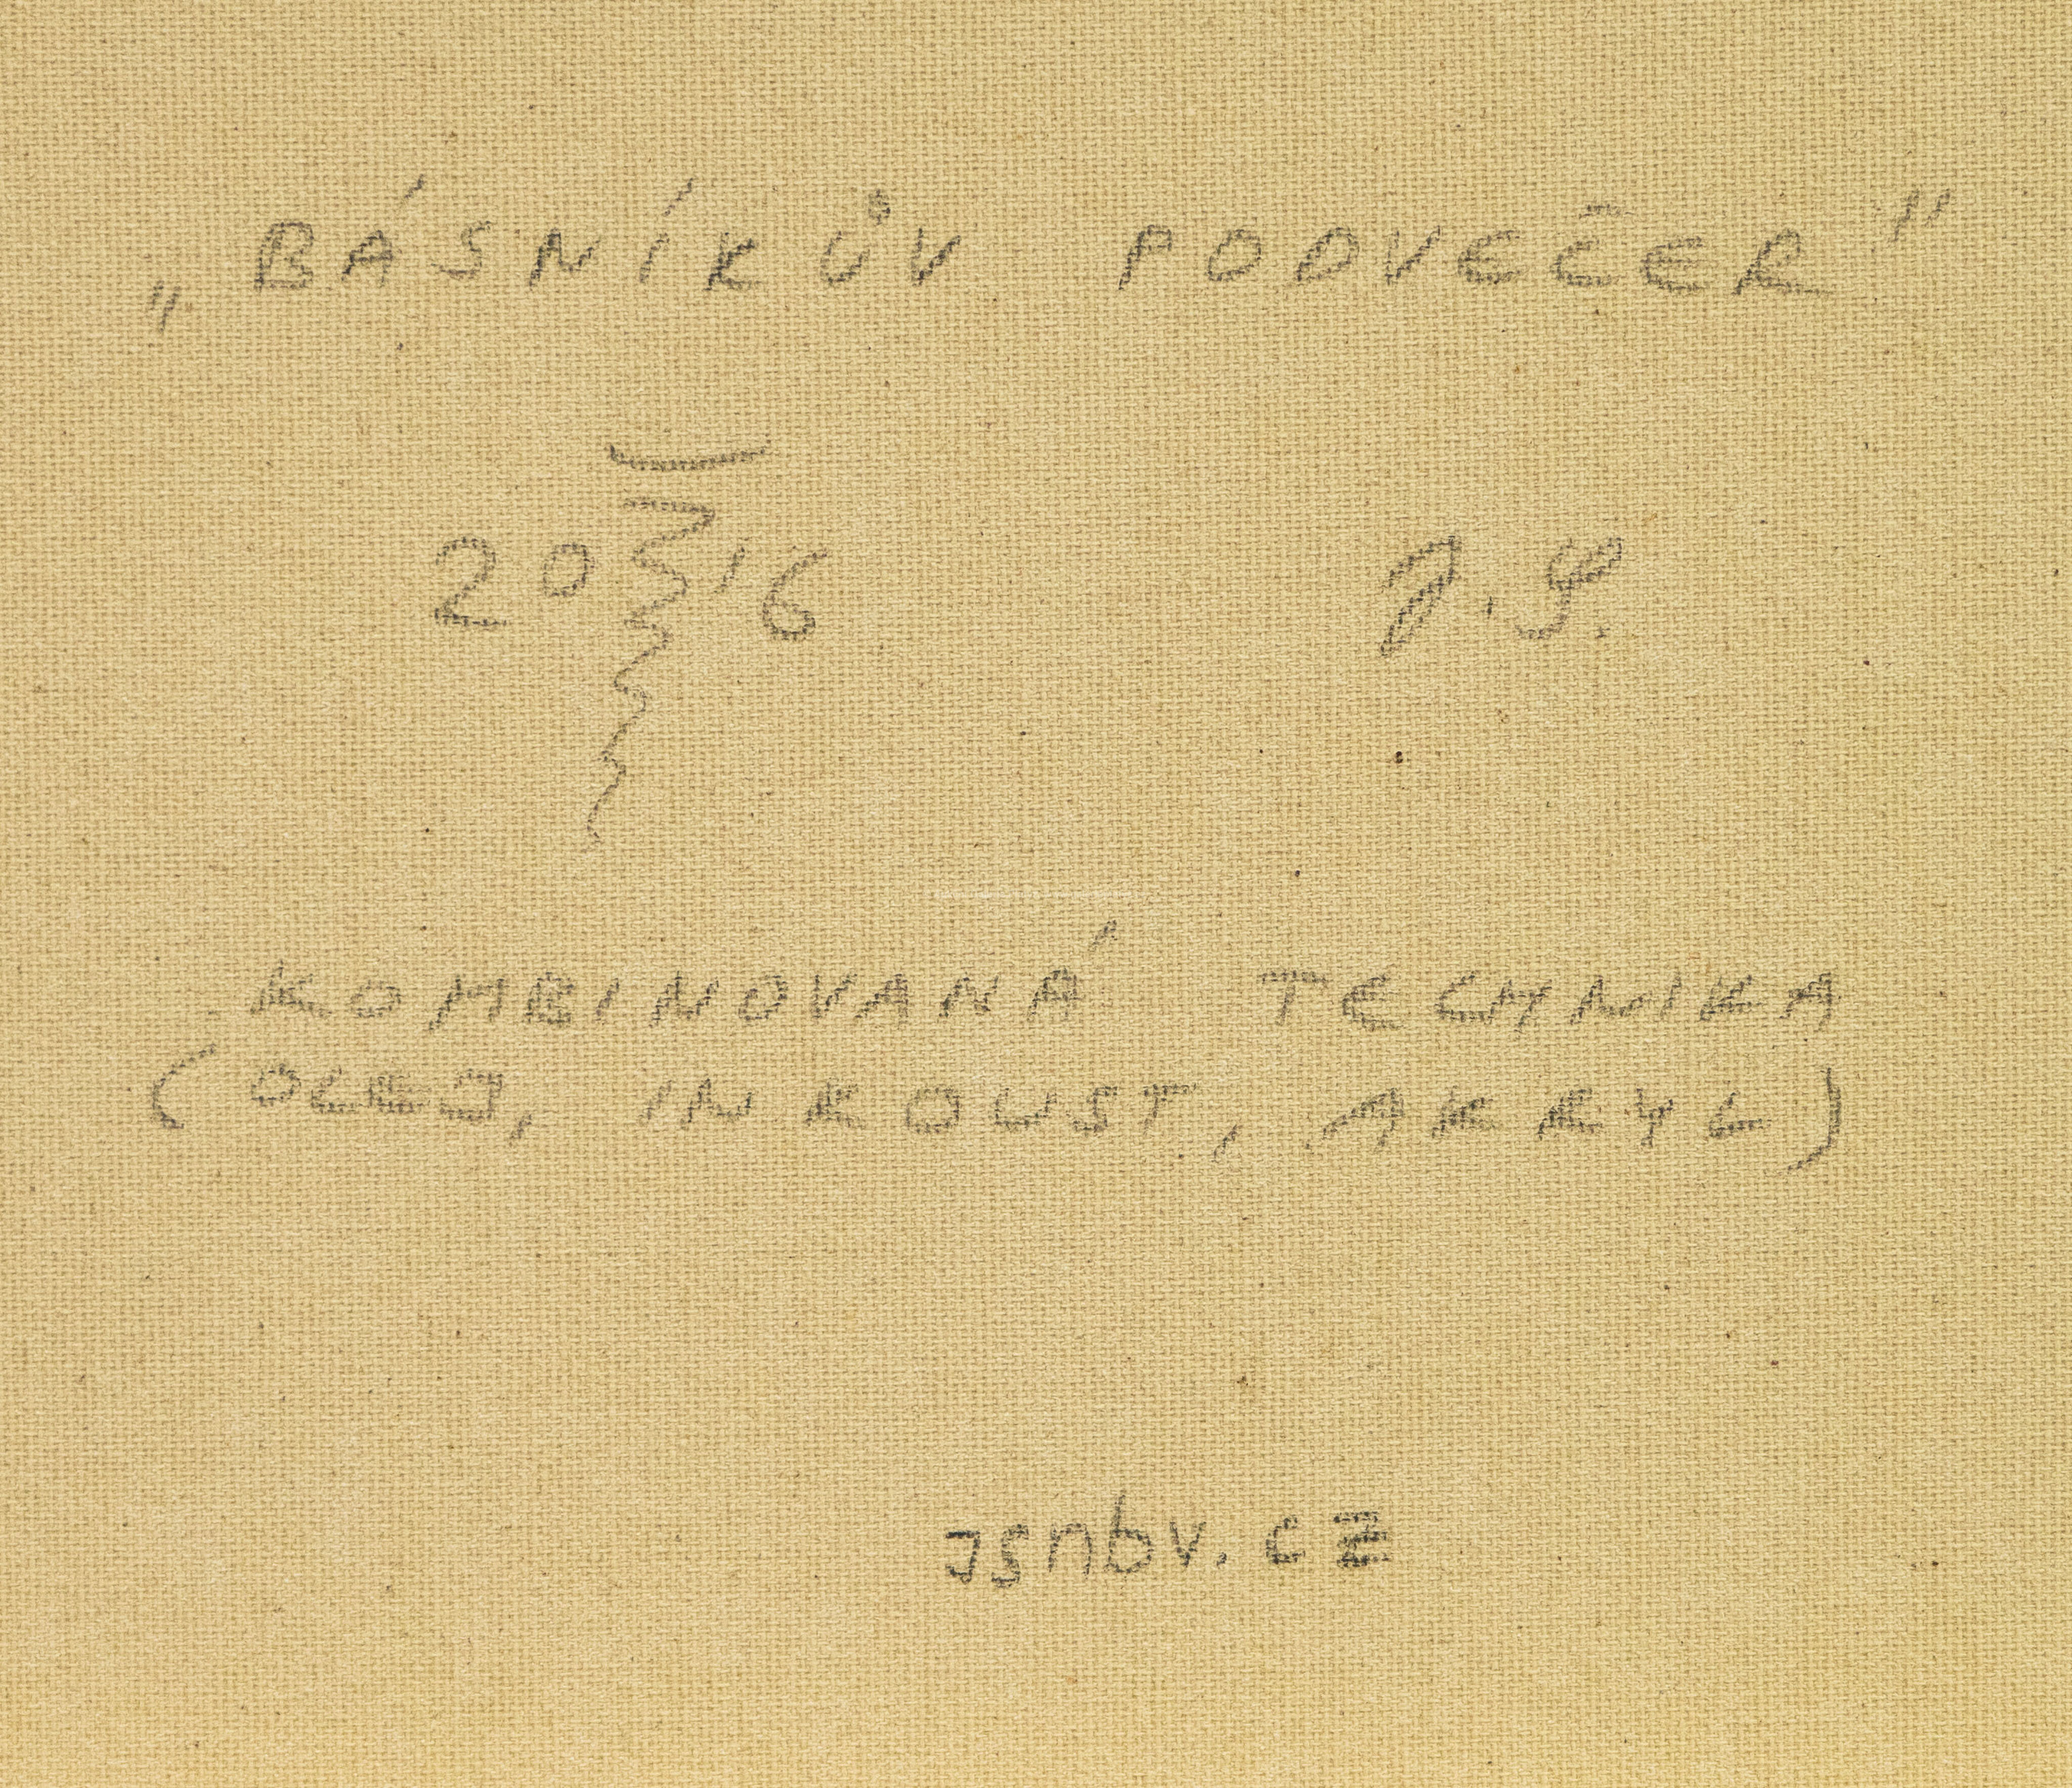 „BÁSNÍKŮV PODVEČER"
2016 J.S.
KOMBINOVANÁ TECHNIKA
(OLEJ, INKOUST, AKRYL)
jsnbv.cz